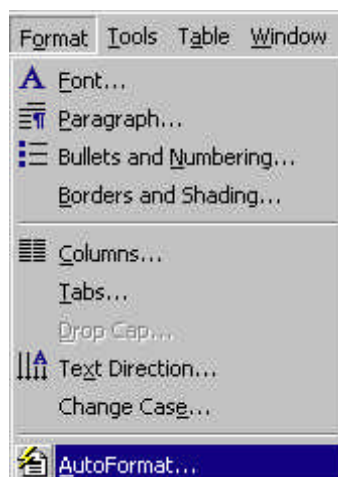 Format Tools Table Window
Font...
Paragraph...
Bullets and Numbering...
Borders and Shading...
Columns...
Tabs...
Drop Cap...
Text Direction...
Change Case...
AutoFormat...